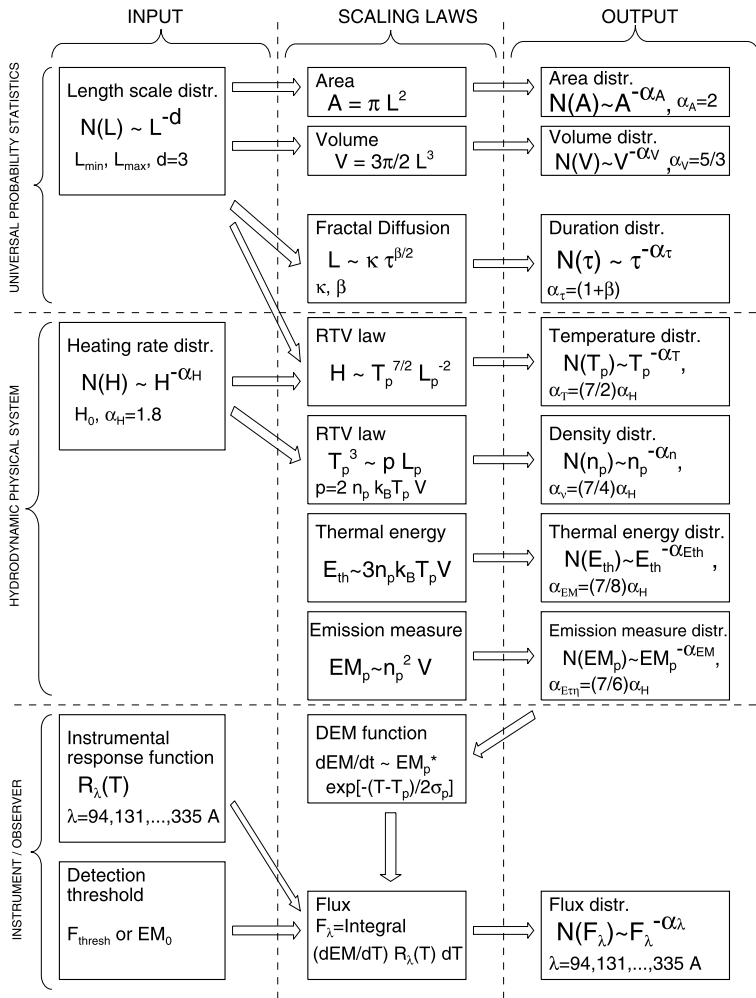 INPUT
SCALING LAWS
OUTPUT
UNIVERSAL PROBABILITY STATISTICS
Length scale distr.
N(L) ~ L^-d
L_min, L_max, d=3
Area
A = π L^2
Area distr.
N(A)~A^-α_A, α_A=2
Volume
V = 3π/2 L^3
Volume distr.
N(V)~V^-α_V ,α_V=5/3
Fractal Diffusion
L ~ κ τ^β/2
κ, β
Duration distr.
N(τ) ~ τ^-α_τ
α_τ=(1+β)
HYDRODYNAMIC PHYSICAL SYSTEM
Heating rate distr.
N(H) ~ H^-α_H
H_0, α_H=1.8
RTV law
H ~ T_p^7/2 L_p^-2
Temperature distr.
N(T_p)~T_p^-α_T,
α_T=(7/2)α_H
RTV law
T_p^3 ~ p L_p
p=2 n_p k_B T_p V
Density distr.
N(n_p)~n_p^-α_n,
α_ν=(7/4)α_H
Thermal energy
E_th~3n_p k_B T_p V
Thermal energy distr.
N(E_th)~E_th^-α_Eth ,
α_EM=(7/8)α_H
Emission measure
EM_p~n_p^2 V
Emission measure distr.
N(EM_p)~EM_p^-α_EM,
α_Eτη=(7/6)α_H
INSTRUMENT / OBSERVER
Instrumental
response function
R_λ(T)
λ=94,131,...,335 A
DEM function
dEM/dt ~ EM_p*
exp[-(T-T_p)/2σ_p]
Detection
threshold
F_thresh or EM_0
Flux
F_λ=Integral
(dEM/dT) R_λ(T) dT
Flux distr.
N(F_λ)~F_λ^-α_λ
λ=94,131,...,335 A